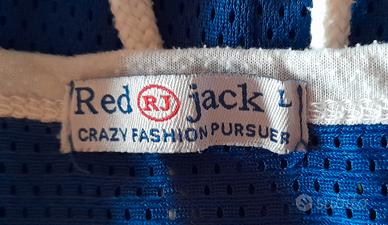 Red RJ jack L
CRAZY FASHION PURSUER